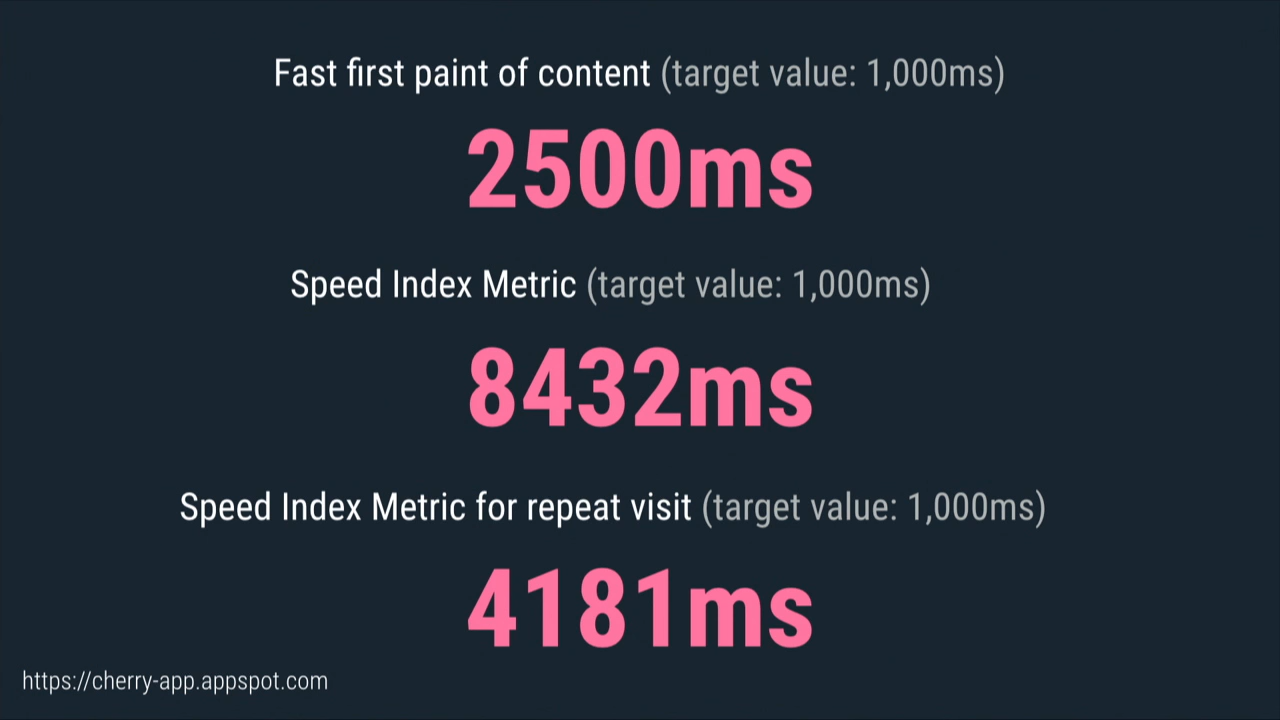 Fast first paint of content (target value: 1,000ms)
2500ms
Speed Index Metric (target value: 1,000ms)
8432ms
Speed Index Metric for repeat visit (target value: 1,000ms)
4181ms
https://cherry-app.appspot.com